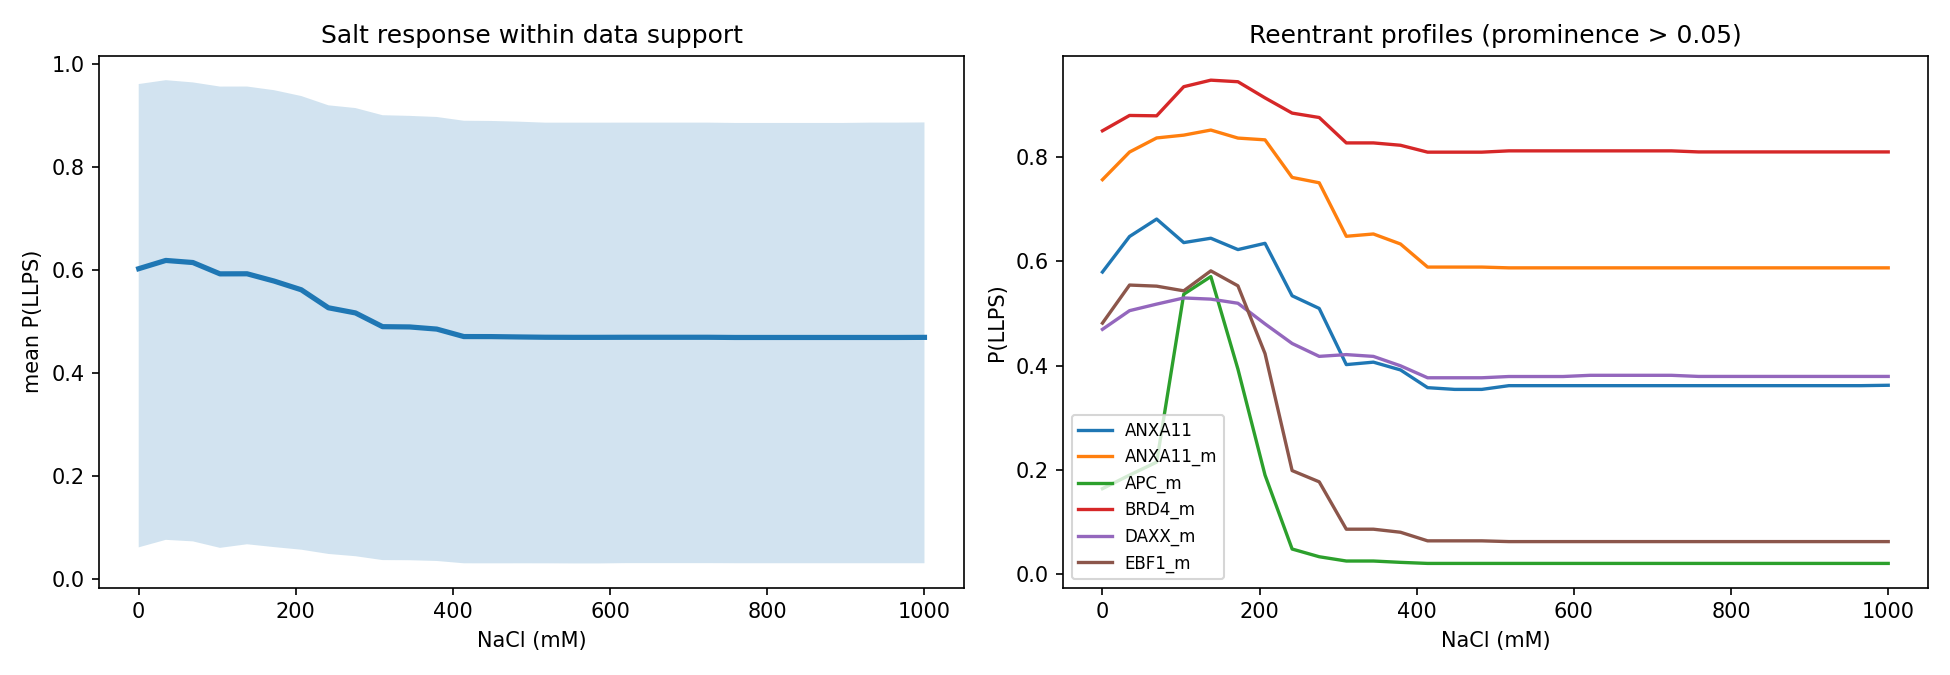 Salt response within data support
1.0
0.8
0.6
0.4
0.2
0.0
mean P(LLPS)
0 200 400 600 800 1000
NaCl (mM)
Reentrant profiles (prominence > 0.05)
0.8
0.6
0.4
0.2
0.0
P(LLPS)
ANXA11
ANXA11_m
APC_m
BRD4_m
DAXX_m
EBF1_m
0 200 400 600 800 1000
NaCl (mM)